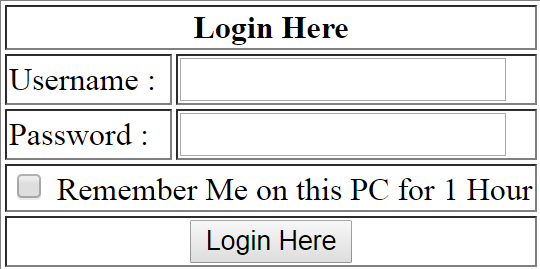 Login Here
Username :
Password :
Remember Me on this PC for 1 Hour
Login Here